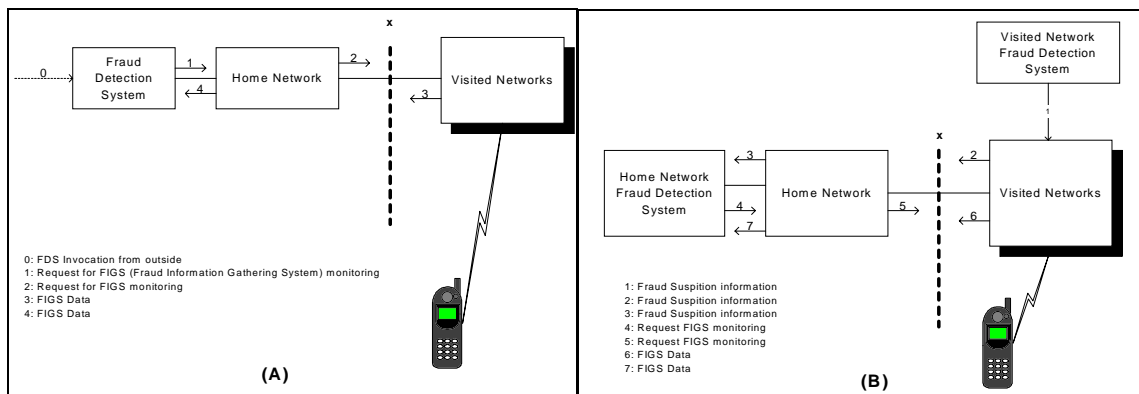 x
0
Fraud
Detection
System
1
4
Home Network
2
3
Visited Networks
0: FDS Invocation from outside
1: Request for FIGS (Fraud Information Gathering System) monitoring
2: Request for FIGS monitoring
3: FIGS Data
4: FIGS Data
(A)
Visited Network
Fraud Detection
System
1
x
Home Network
Fraud Detection
System
3
4
7
Home Network
5
2
6
Visited Networks
1: Fraud Suspition information
2: Fraud Suspition information
3: Fraud Suspition information
4: Request FIGS monitoring
5: Request FIGS monitoring
6: FIGS Data
7: FIGS Data
(B)